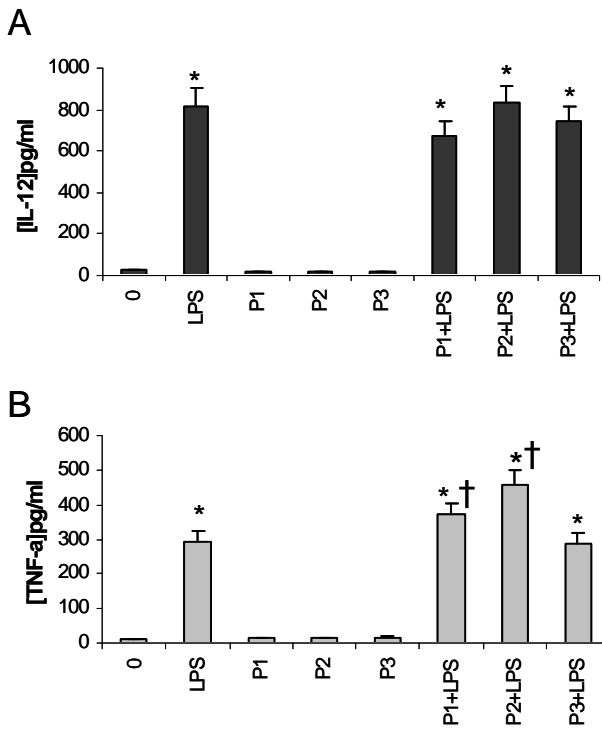 A
[IL-12]pg/ml
1000
800
600
400
200
0
* * * *
0 LPS P1 P2 P3 P1+LPS P2+LPS P3+LPS
B
[TNF-a]pg/ml
600
500
400
300
200
100
0
* *† *† *
0 LPS P1 P2 P3 P1+LPS P2+LPS P3+LPS